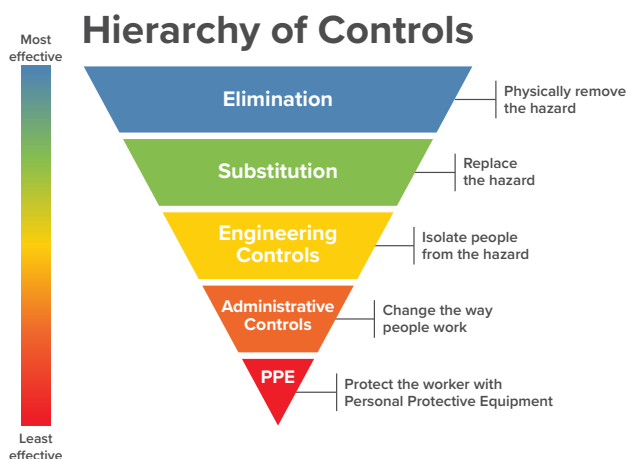 Hierarchy of Controls
Most
effective
Elimination
Physically remove
the hazard
Substitution
Replace
the hazard
Engineering
Controls
Isolate people
from the hazard
Administrative
Controls
Change the way
people work
PPE
Protect the worker with
Personal Protective Equipment
Least
effective